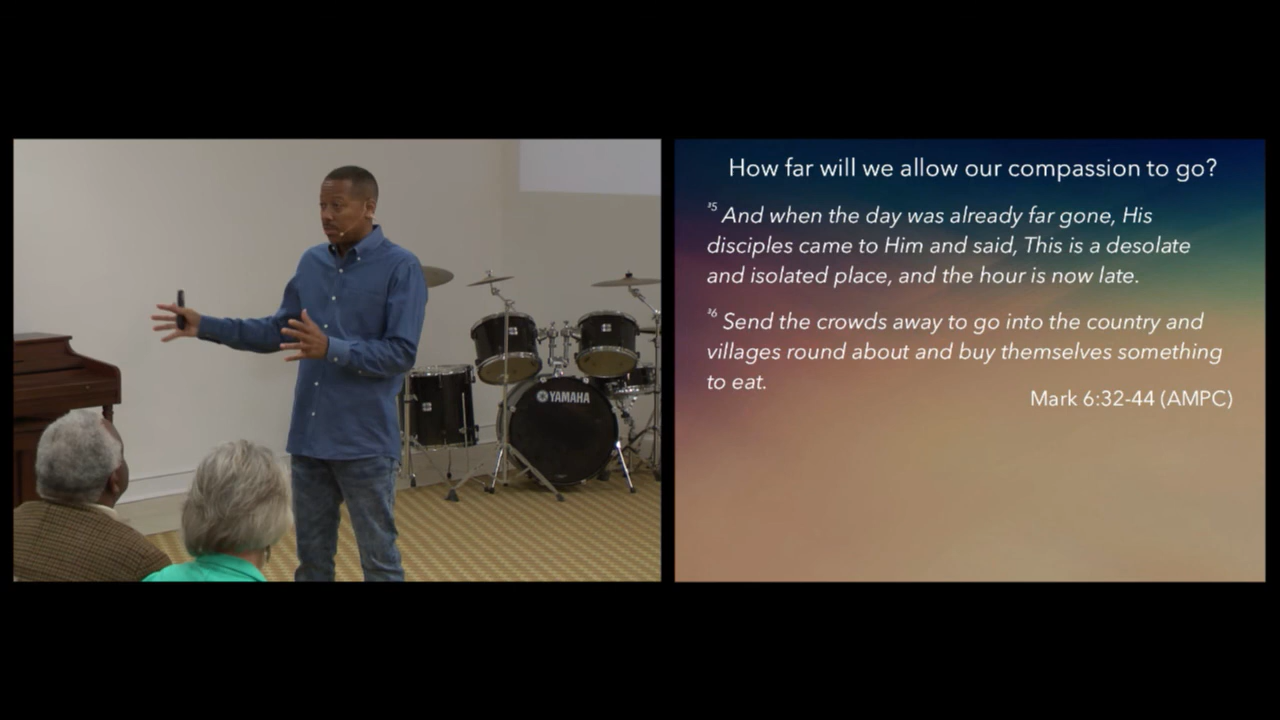 YAMAHA
How far will we allow our compassion to go?
³⁵ And when the day was already far gone, His
disciples came to Him and said, This is a desolate
and isolated place, and the hour is now late.
³⁶ Send the crowds away to go into the country and
villages round about and buy themselves something
to eat.
Mark 6:32-44 (AMPC)